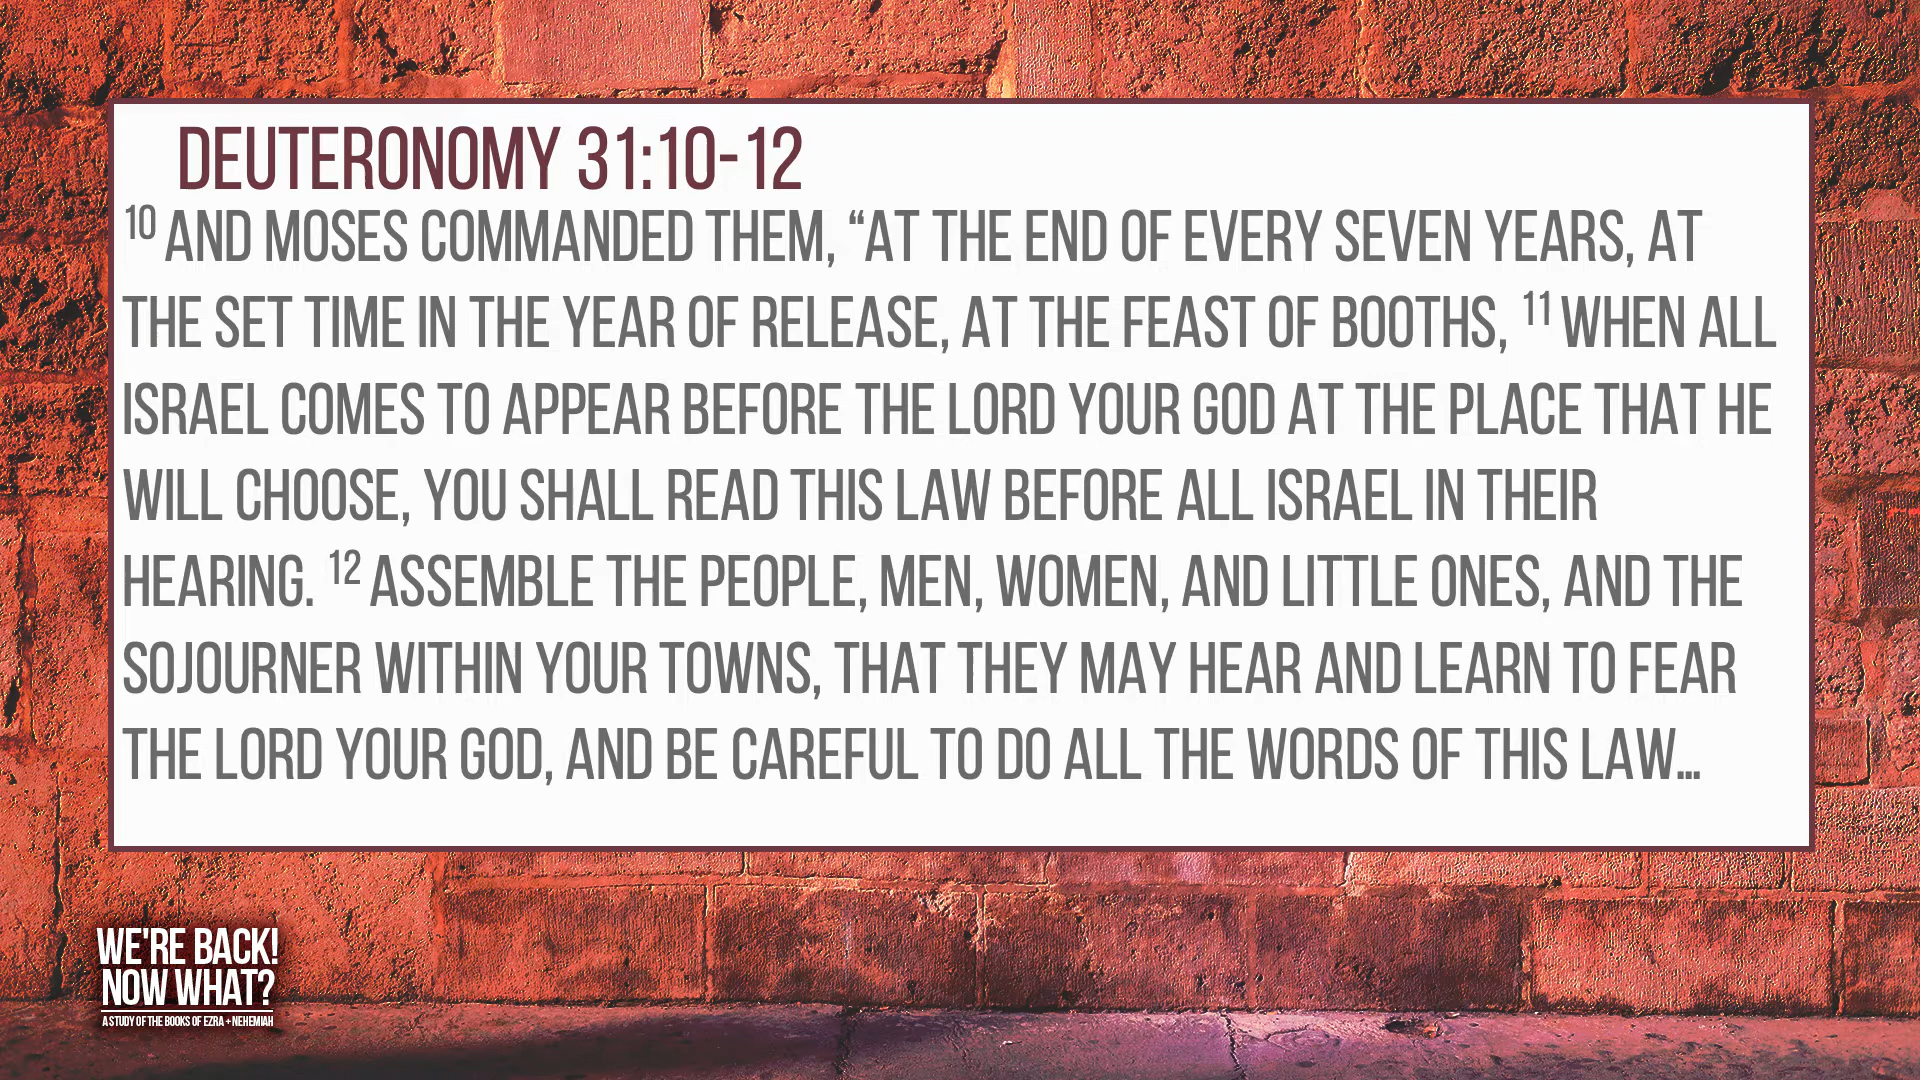 DEUTERONOMY 31:10-12
10 AND MOSES COMMANDED THEM, “AT THE END OF EVERY SEVEN YEARS, AT
THE SET TIME IN THE YEAR OF RELEASE, AT THE FEAST OF BOOTHS, 11 WHEN ALL
ISRAEL COMES TO APPEAR BEFORE THE LORD YOUR GOD AT THE PLACE THAT HE
WILL CHOOSE, YOU SHALL READ THIS LAW BEFORE ALL ISRAEL IN THEIR
HEARING. 12 ASSEMBLE THE PEOPLE, MEN, WOMEN, AND LITTLE ONES, AND THE
SOJOURNER WITHIN YOUR TOWNS, THAT THEY MAY HEAR AND LEARN TO FEAR
THE LORD YOUR GOD, AND BE CAREFUL TO DO ALL THE WORDS OF THIS LAW...
WE'RE BACK!
NOW WHAT?
A STUDY OF THE BOOKS OF EZRA + NEHEMIAH